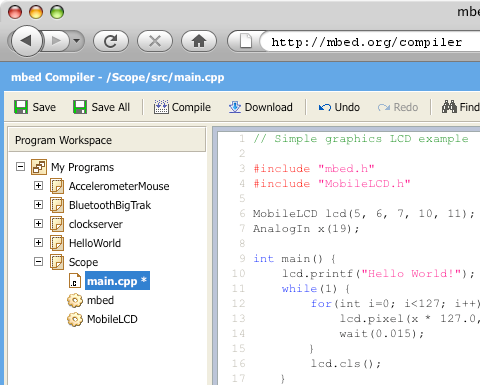 mbe
http://mbed.org/compiler
mbed Compiler - /Scope/src/main.cpp
Save Save All Compile Download Undo Redo Find
Program Workspace
My Programs
AccelerometerMouse
BluetoothBigTrak
clockserver
HelloWorld
Scope
main.cpp *
mbed
MobileLCD
1 // Simple graphics LCD example
2
3 #include "mbed.h"
4 #include "MobileLCD.h"
5
6 MobileLCD lcd(5, 6, 7, 10, 11);
7 AnalogIn x(19);
8
9 int main() {
10 lcd.printf("Hello World!");
11 while(1) {
12 for(int i=0; i<127; i++)
13 lcd.pixel(x * 127.0,
14 wait(0.015);
15 }
16 lcd.cls();
17 }